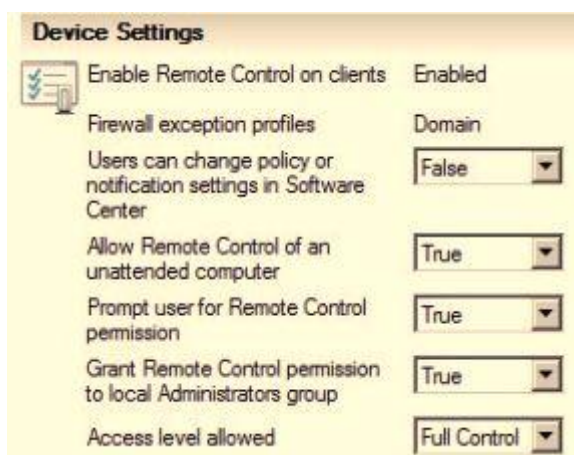 Device Settings
Enable Remote Control on clients Enabled
Firewall exception profiles Domain
Users can change policy or
notification settings in Software
Center
False
Allow Remote Control of an
unattended computer
True
Prompt user for Remote Control
permission
True
Grant Remote Control permission
to local Administrators group
True
Access level allowed Full Control